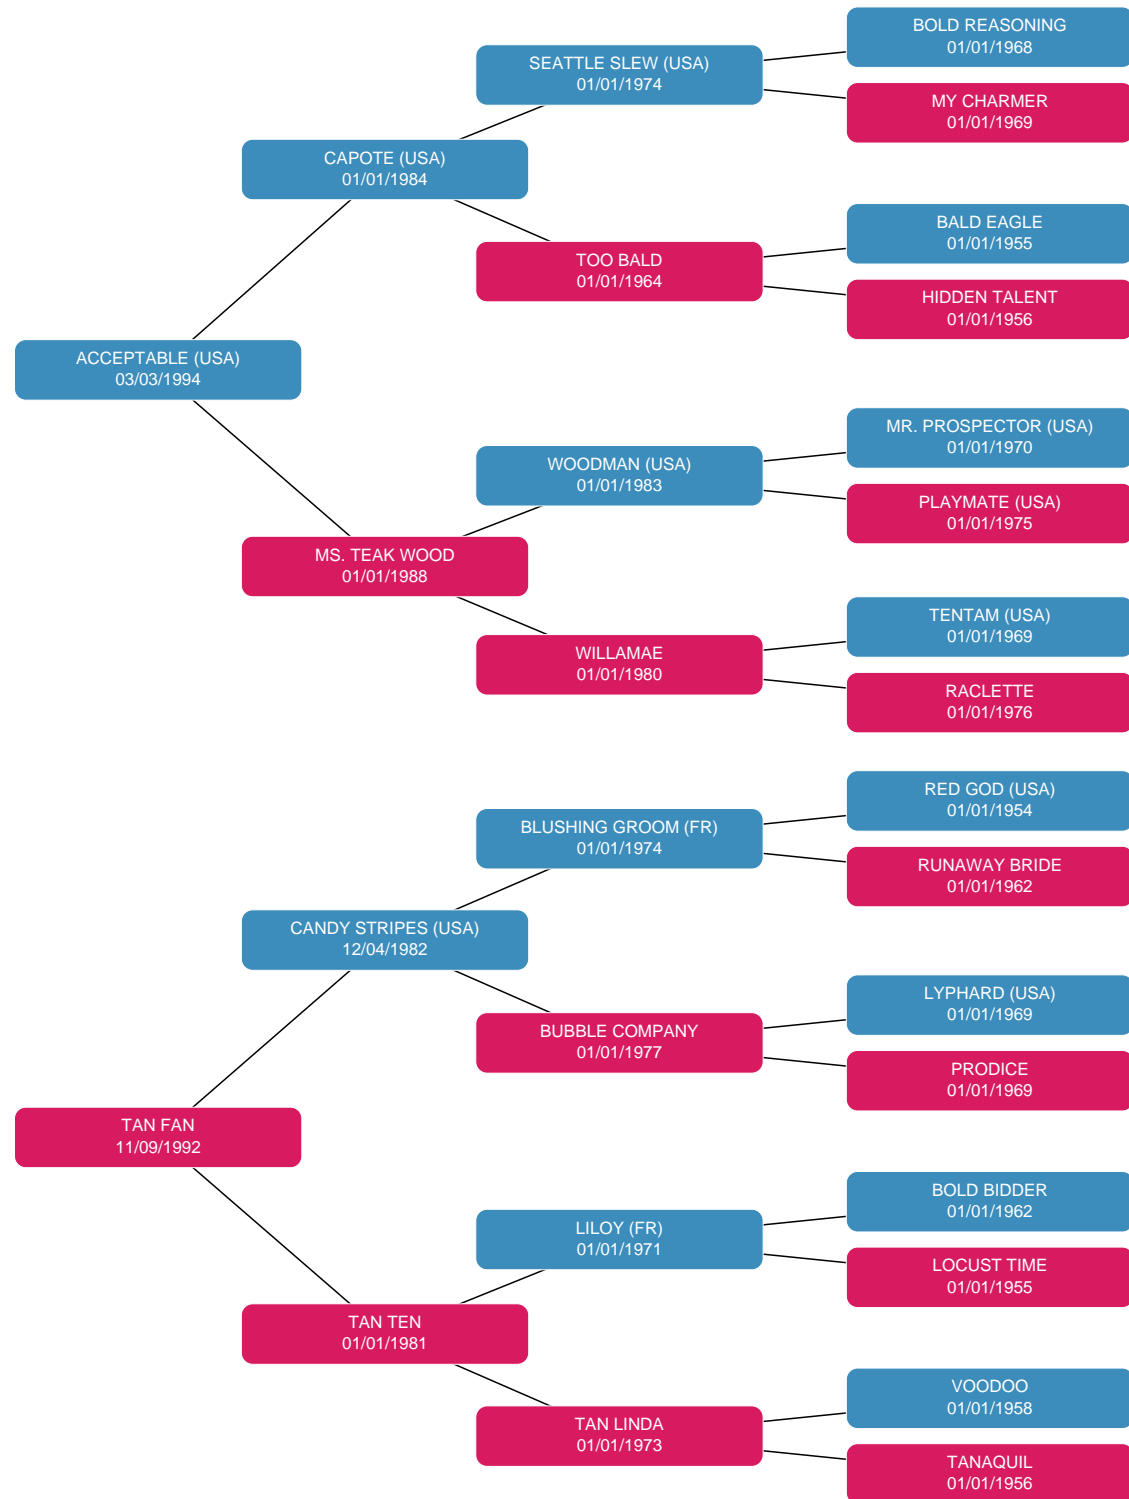 BOLD REASONING
01/01/1968
SEATTLE SLEW (USA)
01/01/1974
MY CHARMER
01/01/1969
CAPOTE (USA)
01/01/1984
BALD EAGLE
01/01/1955
TOO BALD
01/01/1964
HIDDEN TALENT
01/01/1956
ACCEPTABLE (USA)
03/03/1994
MR. PROSPECTOR (USA)
01/01/1970
WOODMAN (USA)
01/01/1983
PLAYMATE (USA)
01/01/1975
MS. TEAK WOOD
01/01/1988
TENTAM (USA)
01/01/1969
WILLAMAE
01/01/1980
RACLETTE
01/01/1976
RED GOD (USA)
01/01/1954
BLUSHING GROOM (FR)
01/01/1974
RUNAWAY BRIDE
01/01/1962
CANDY STRIPES (USA)
12/04/1982
LYPHARD (USA)
01/01/1969
BUBBLE COMPANY
01/01/1977
PRODICE
01/01/1969
TAN FAN
11/09/1992
BOLD BIDDER
01/01/1962
LILOY (FR)
01/01/1971
LOCUST TIME
01/01/1955
TAN TEN
01/01/1981
VOODOO
01/01/1958
TAN LINDA
01/01/1973
TANAQUIL
01/01/1956